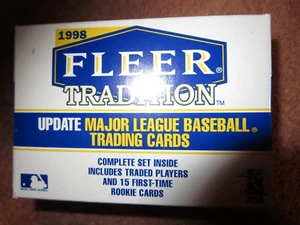 1998
FLEER
TRADITION™
UPDATE MAJOR LEAGUE BASEBALL®
TRADING CARDS
COMPLETE SET INSIDE
INCLUDES TRADED PLAYERS
AND 15 FIRST-TIME
ROOKIE CARDS